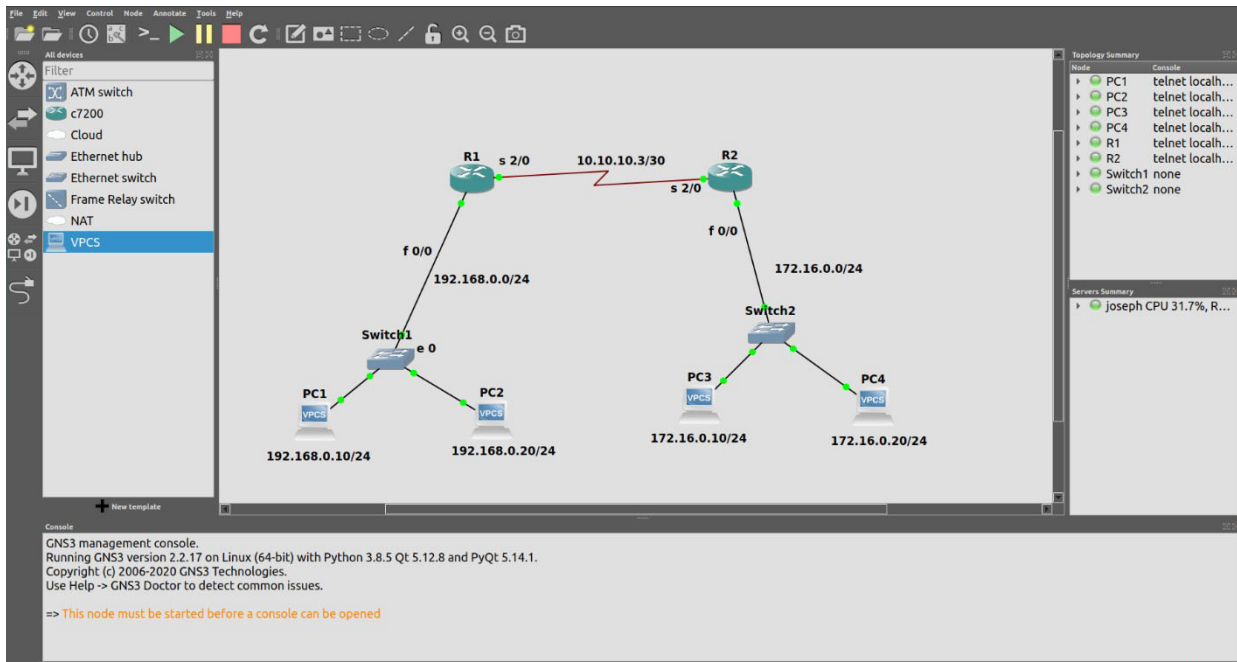 File Edit View Control Node Annotate Tools Help
All devices
Filter
ATM switch
c7200
Cloud
Ethernet hub
Ethernet switch
Frame Relay switch
NAT
VPCS
New template
R1
s 2/0
10.10.10.3/30
R2
s 2/0
f 0/0
f 0/0
192.168.0.0/24
172.16.0.0/24
Switch1
e 0
Switch2
PC1
PC2
PC3
PC4
VPCS
VPCS
VPCS
VPCS
192.168.0.10/24
192.168.0.20/24
172.16.0.10/24
172.16.0.20/24
Topology Summary
Node Console
PC1 telnet localh...
PC2 telnet localh...
PC3 telnet localh...
PC4 telnet localh...
R1 telnet localh...
R2 telnet localh...
Switch1 none
Switch2 none
Servers Summary
joseph CPU 31.7%, R...
Console
GNS3 management console.
Running GNS3 version 2.2.17 on Linux (64-bit) with Python 3.8.5 Qt 5.12.8 and PyQt 5.14.1.
Copyright (c) 2006-2020 GNS3 Technologies.
Use Help -> GNS3 Doctor to detect common issues.
=> This node must be started before a console can be opened